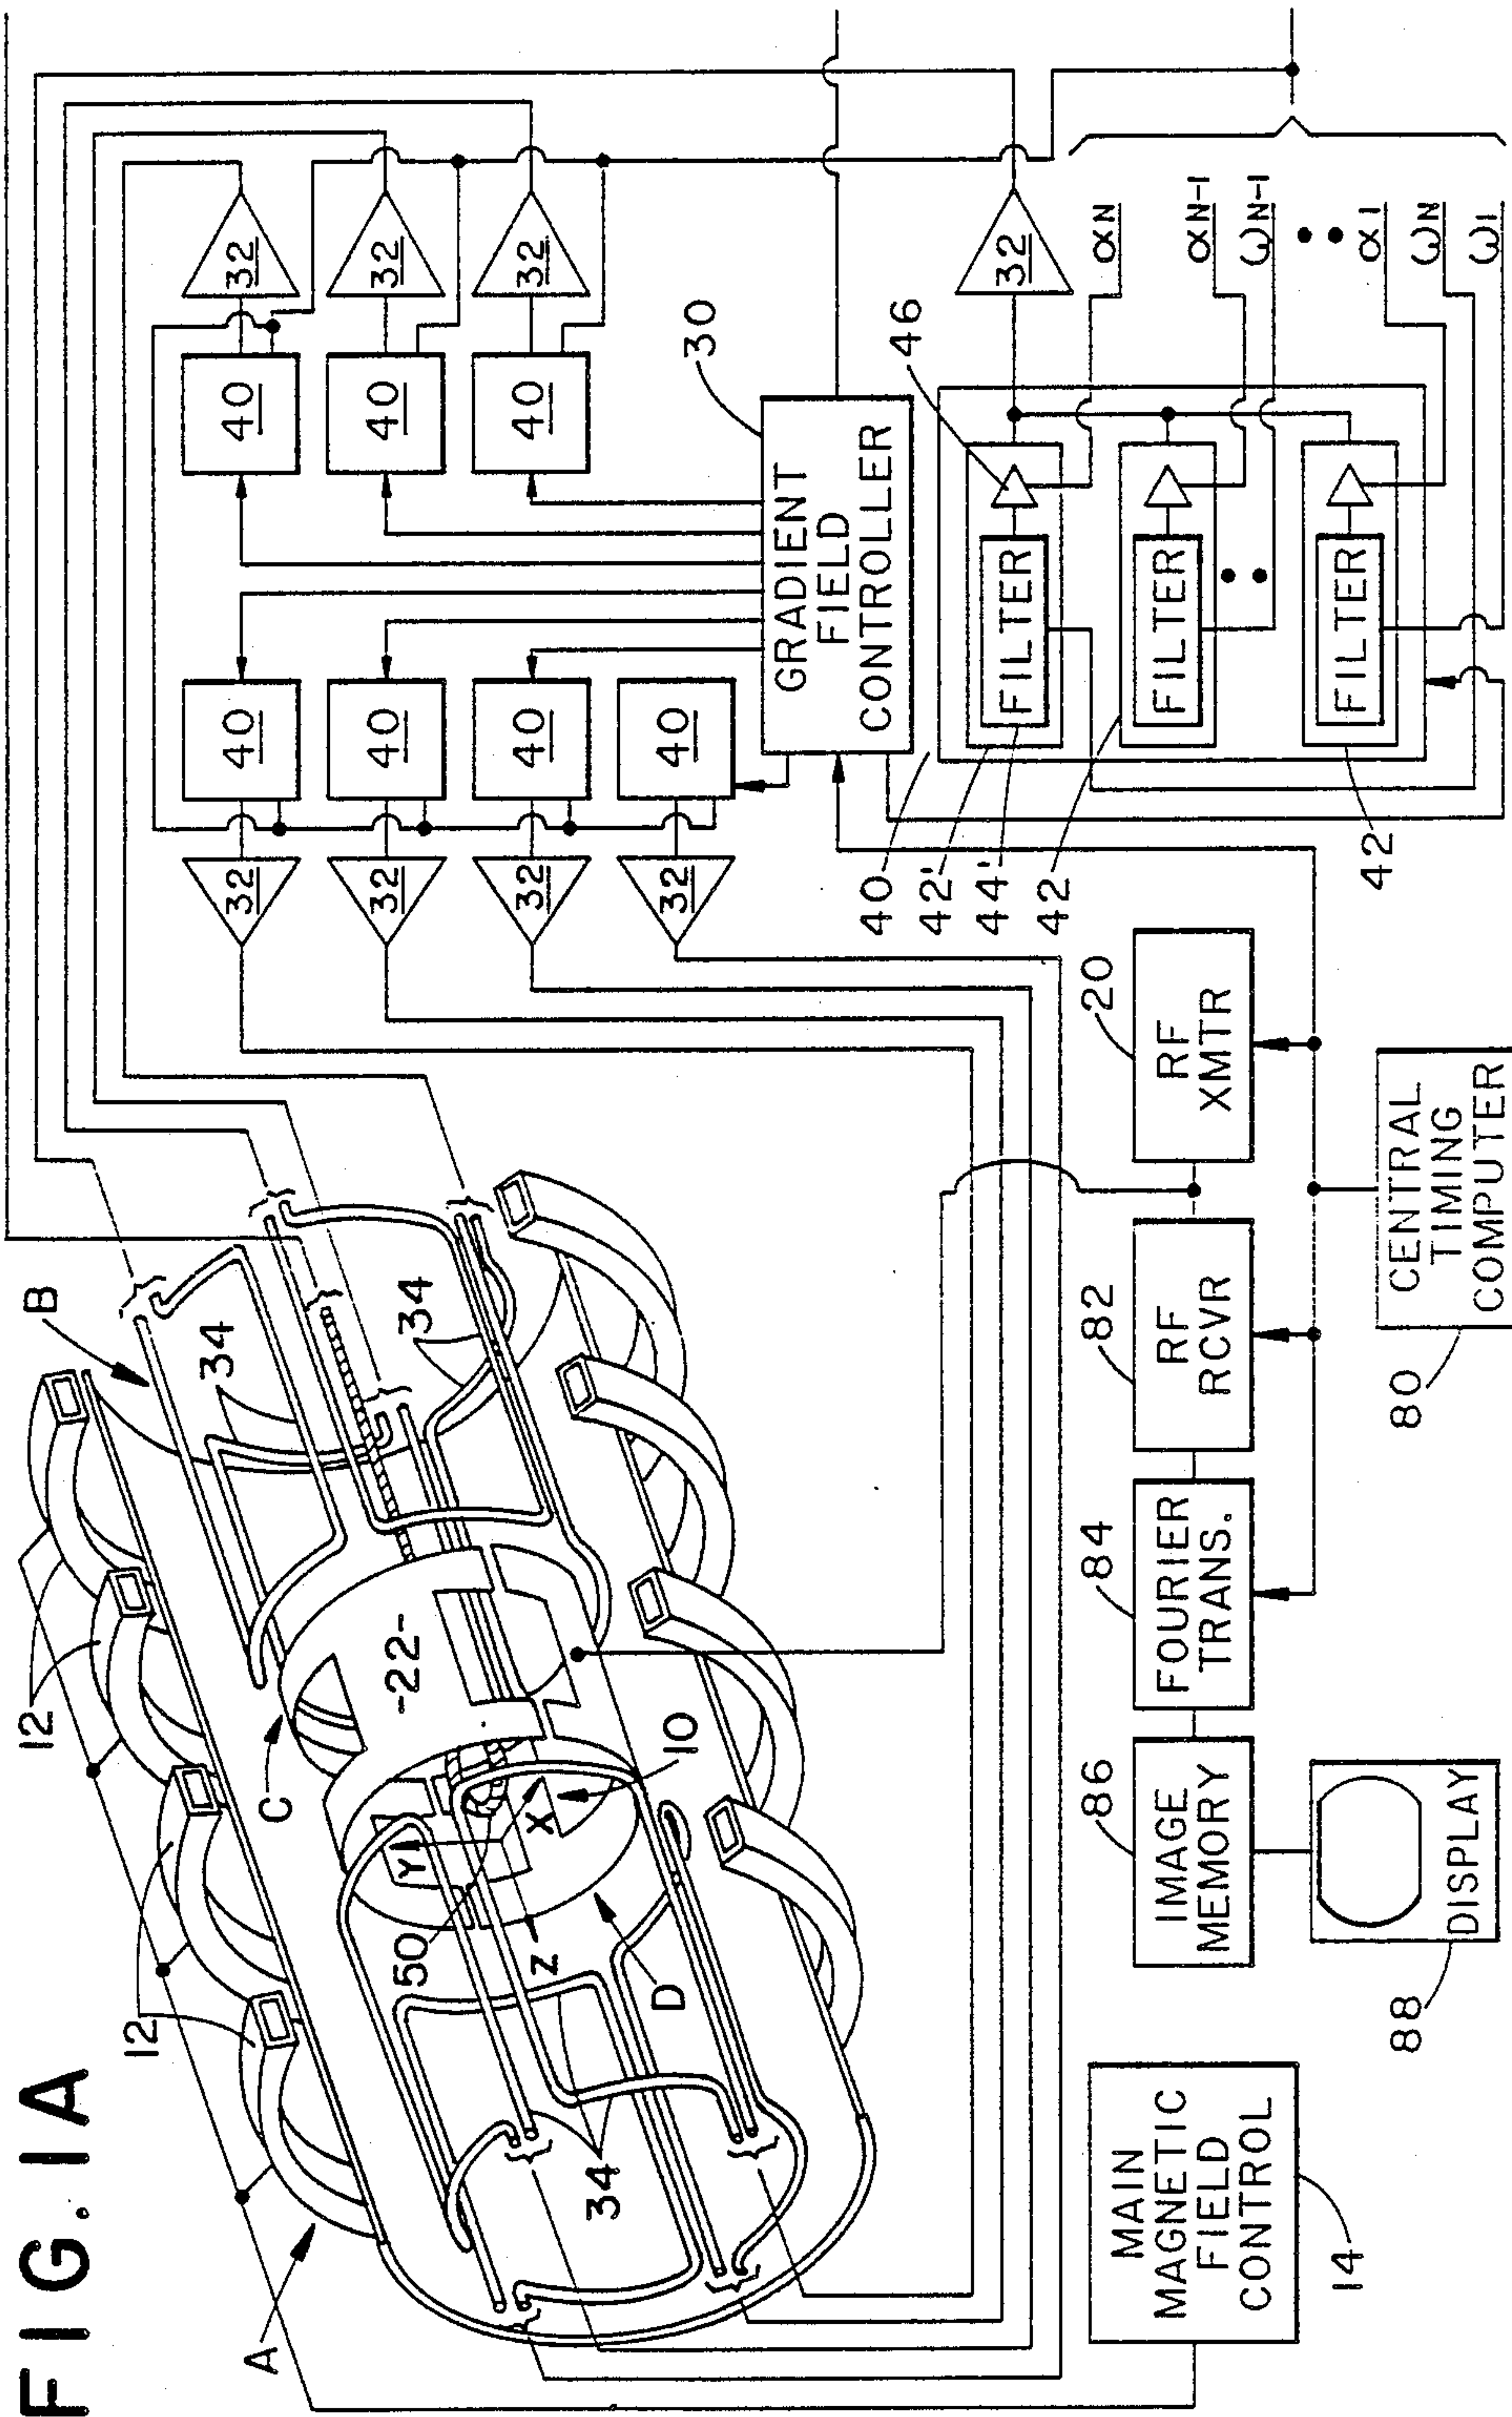 FIG. 1A
A
12
12
B
34
34
C
-22-
Y
X
Z
50
10
D
34
32
32
32
32
40
40
40
40
40
40
40
32
32
32
GRADIENT
FIELD
CONTROLLER
30
32
46
40
42'
44'
42
42
FILTER
FILTER
FILTER
αN
αN-1
ωN-1
α1
ωN
ω1
MAIN
MAGNETIC
FIELD
CONTROL
14
IMAGE
MEMORY
86
DISPLAY
88
FOURIER
TRANS.
84
RF
RCVR
82
RF
XMTR
20
CENTRAL
TIMING
COMPUTER
80